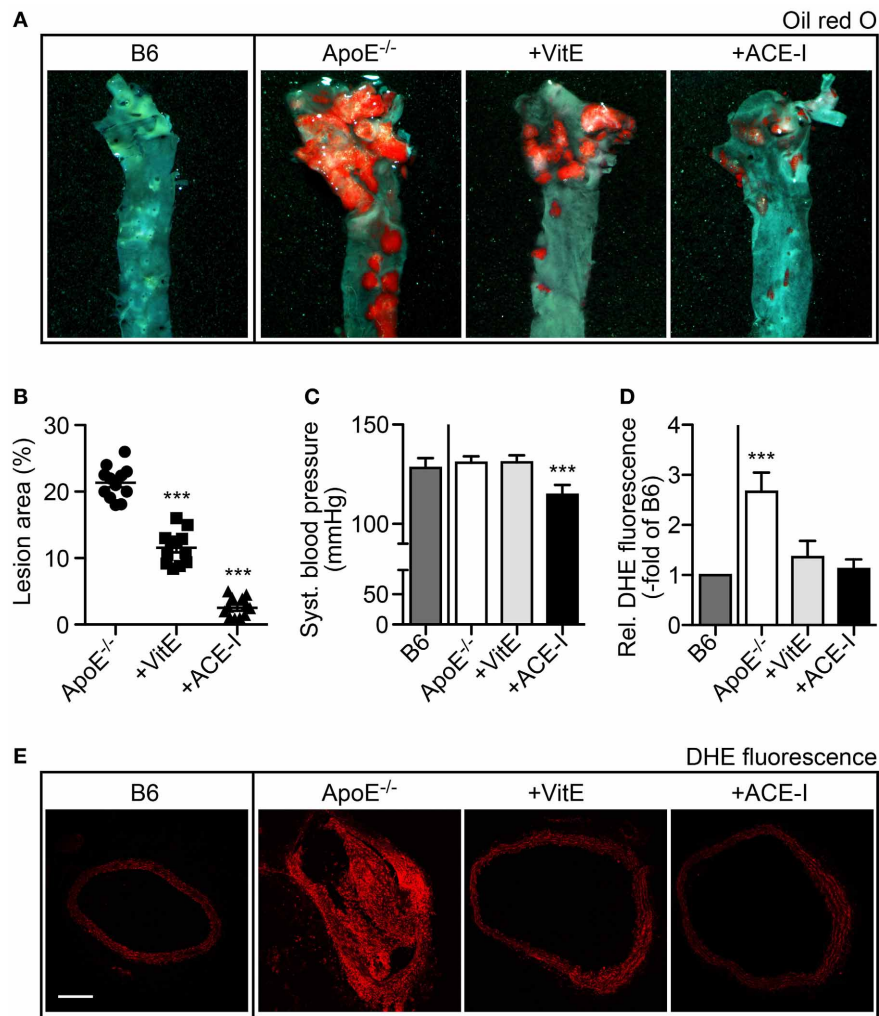 A
Oil red O
B6
ApoE-/-
+VitE
+ACE-I
B
Lesion area (%)
30
20
10
0
***
***
ApoE-/-
+VitE
+ACE-I
C
Syst. blood pressure
(mmHg)
150
100
50
0
***
B6
ApoE-/-
+VitE
+ACE-I
D
Rel. DHE fluorescence
(-fold of B6)
4
3
2
1
0
***
B6
ApoE-/-
+VitE
+ACE-I
E
DHE fluorescence
B6
ApoE-/-
+VitE
+ACE-I